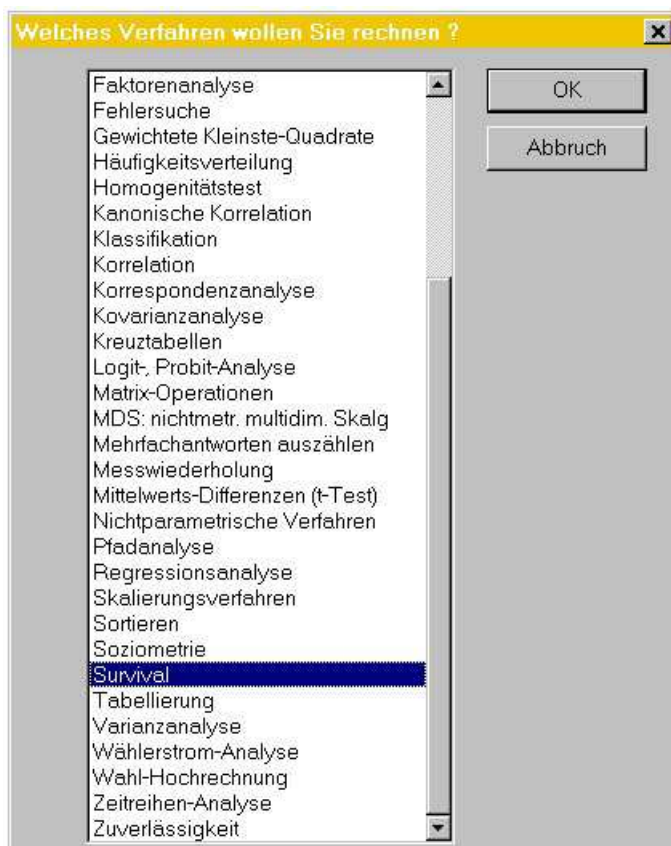 Welches Verfahren wollen Sie rechnen ?
Faktorenanalyse
Fehlersuche
Gewichtete Kleinste-Quadrate
Häufigkeitsverteilung
Homogenitätstest
Kanonische Korrelation
Klassifikation
Korrelation
Korrespondenzanalyse
Kovarianzanalyse
Kreuztabellen
Logit-, Probit-Analyse
Matrix-Operationen
MDS: nichtmetr. multidim. Skalg
Mehrfachantworten auszählen
Messwiederholung
Mittelwerts-Differenzen (t-Test)
Nichtparametrische Verfahren
Pfadanalyse
Regressionsanalyse
Skalierungsverfahren
Sortieren
Soziometrie
Survival
Tabellierung
Varianzanalyse
Wählerstrom-Analyse
Wahl-Hochrechnung
Zeitreihen-Analyse
Zuverlässigkeit
OK
Abbruch